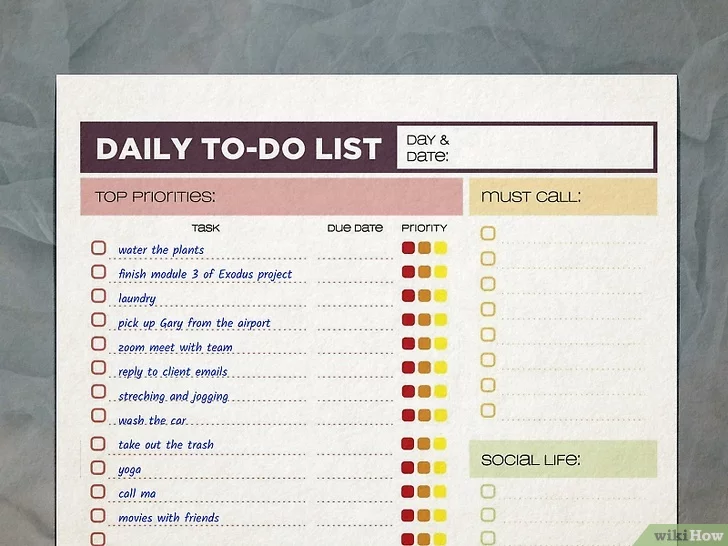 DAILY TO-DO LIST
DAY &
DATE:
TOP PRIORITIES:
TASK
DUE DATE
PRIORITY
water the plants
finish module 3 of Exodus project
laundry
pick up Gary from the airport
zoom meet with team
reply to client emails
streching and jogging
wash the car
take out the trash
yoga
call ma
movies with friends
MUST CALL:
SOCIAL LIFE:
wikiHow